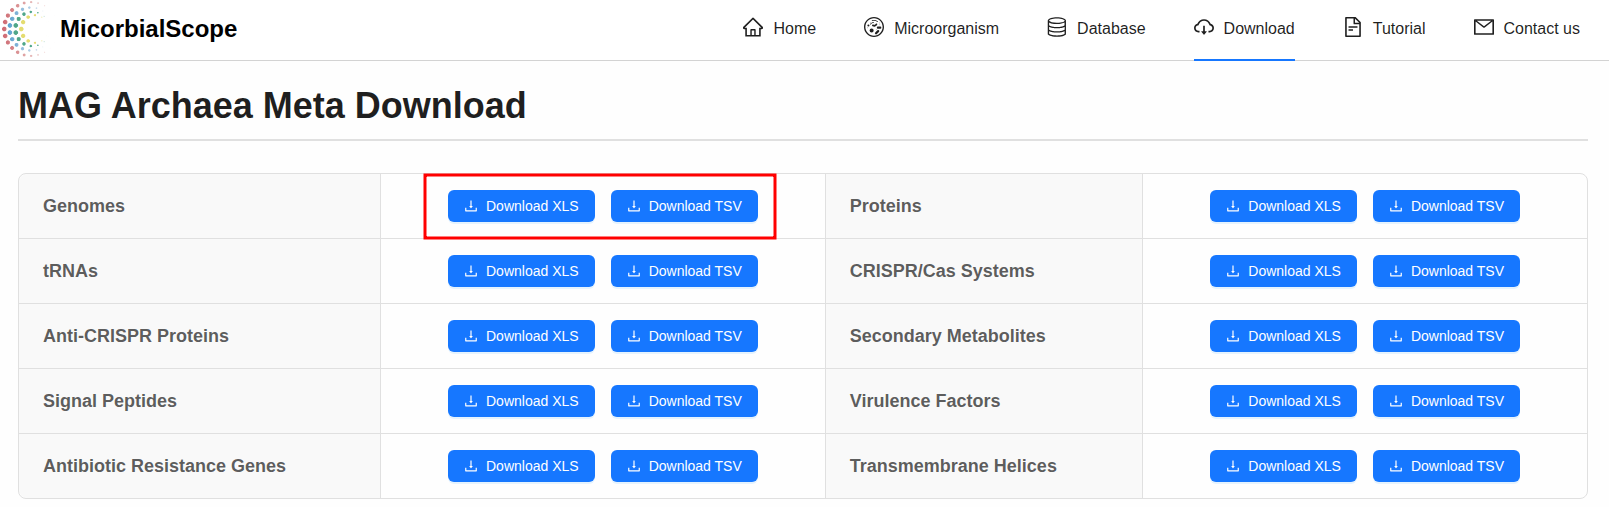 MicorbialScope
Home Microorganism Database Download Tutorial Contact us
MAG Archaea Meta Download
Genomes Download XLS Download TSV Proteins Download XLS Download TSV
tRNAs Download XLS Download TSV CRISPR/Cas Systems Download XLS Download TSV
Anti-CRISPR Proteins Download XLS Download TSV Secondary Metabolites Download XLS Download TSV
Signal Peptides Download XLS Download TSV Virulence Factors Download XLS Download TSV
Antibiotic Resistance Genes Download XLS Download TSV Transmembrane Helices Download XLS Download TSV